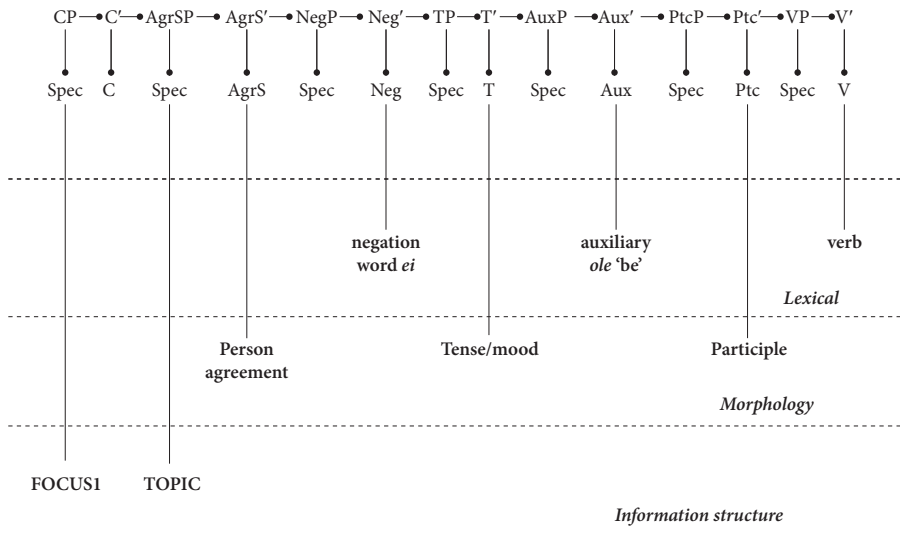 CP C′ AgrSP AgrS′ NegP Neg′ TP T′ AuxP Aux′ PtcP Ptc′ VP V′
Spec C Spec AgrS Spec Neg Spec T Spec Aux Spec Ptc Spec V
negation auxiliary verb
word ei ole ‘be’
Lexical
Person Tense/mood Participle
agreement
Morphology
FOCUS1 TOPIC
Information structure